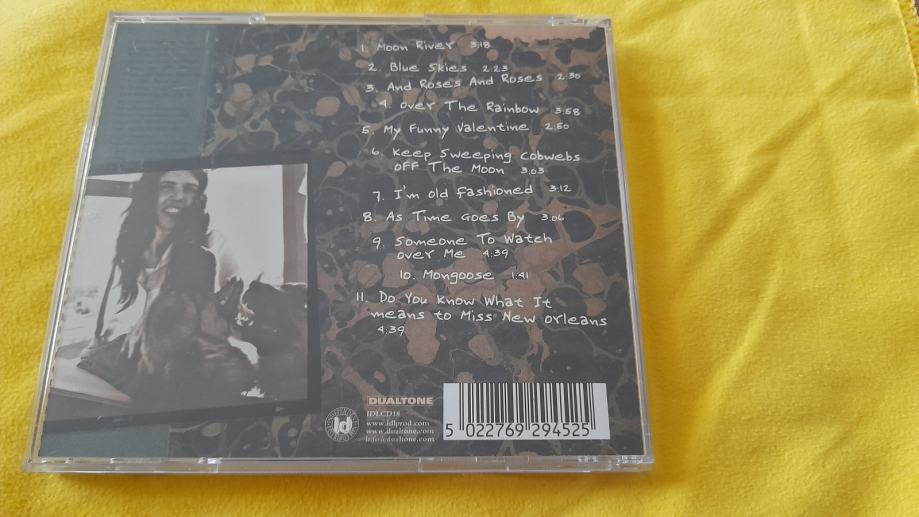 1. Moon River 3:18
2. Blue Skies 2:23
3. And Roses And Roses 2:30
4. over The Rainbow 3:58
5. My Funny Valentine 2:50
6. Keep Sweeping Cobwebs
off The Moon 3:03
7. I'm old fashioned 3:12
8. As Time Goes By 3:06
9. Someone To Watch
over Me 4:39
10. Mongoose 1:41
11. Do You Know What It
means to Miss New orleans
4:39
DUALTONE
IDLCD18
www.idlprod.com
www.dualtone.com
info@dualtone.com
Id
5 022769 294525